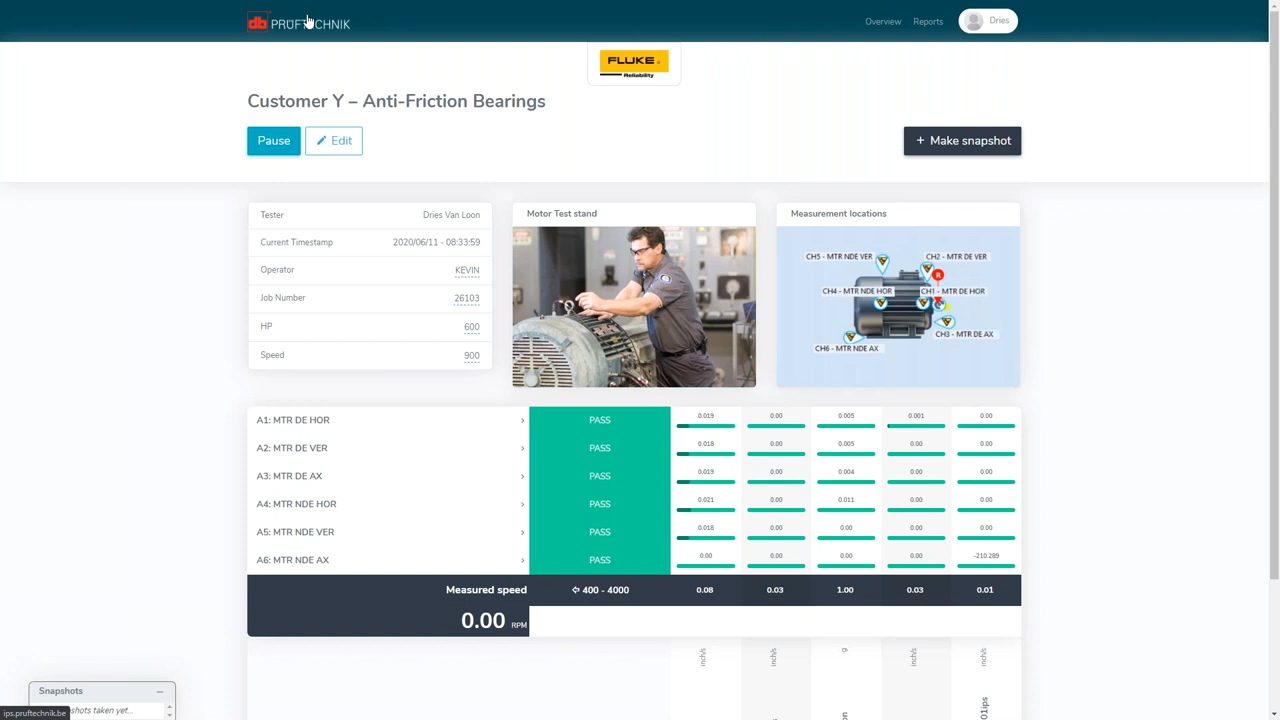 PRÜFTECHNIK
Overview
Reports
Dries
FLUKE
Reliability
Customer Y – Anti-Friction Bearings
Pause
Edit
+ Make snapshot
Tester Dries Van Loon
Current Timestamp 2020/06/11 - 08:33:59
Operator KEVIN
Job Number 26103
HP 600
Speed 900
Motor Test stand
Measurement locations
CH5 - MTR NDE VER
CH2 - MTR DE VER
R
CH4 - MTR NDE HOR
CH1 - MTR DE HOR
CH3 - MTR DE AX
CH6 - MTR NDE AX
A1: MTR DE HOR › PASS 0.019 0.00 0.005 0.001 0.00
A2: MTR DE VER › PASS 0.018 0.00 0.005 0.00 0.00
A3: MTR DE AX › PASS 0.019 0.00 0.004 0.00 0.00
A4: MTR NDE HOR › PASS 0.021 0.00 0.011 0.00 0.00
A5: MTR NDE VER › PASS 0.018 0.00 0.00 0.00 0.00
A6: MTR NDE AX › PASS 0.00 0.00 0.00 0.00 -210.289
Measured speed 400 - 4000 0.08 0.03 1.00 0.03 0.01
0.00 RPM
inch/s inch/s g inch/s inch/s
01ips
Snapshots
shots taken yet...
ips.pruftechnik.be